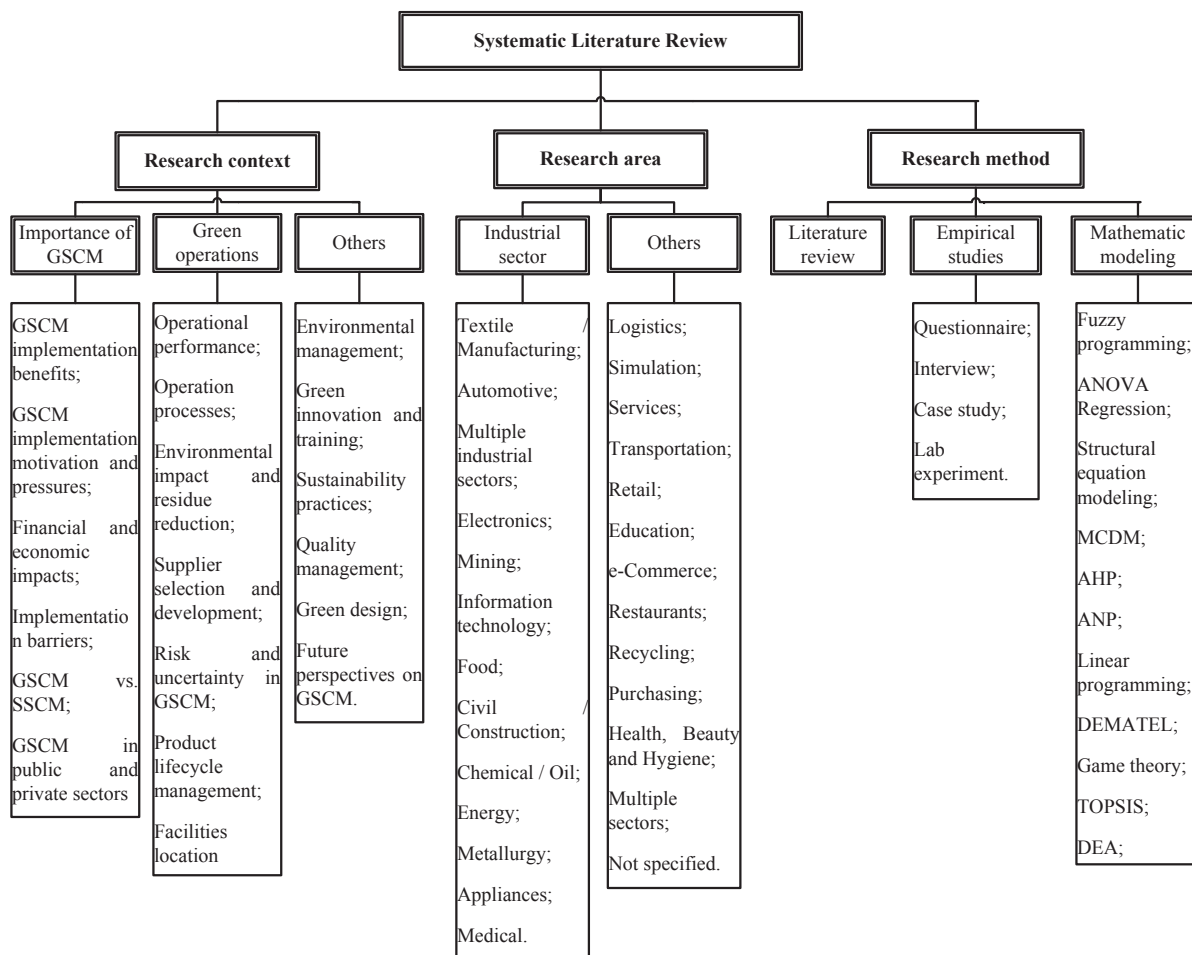 Systematic Literature Review
Research context
Research area
Research method
Importance of
GSCM
Green
operations
Others
Industrial
sector
Others
Literature
review
Empirical
studies
Mathematic
modeling
GSCM
implementation
benefits;
GSCM
implementation
motivation and
pressures;
Financial and
economic
impacts;
Implementatio
n barriers;
GSCM vs.
SSCM;
GSCM in
public and
private sectors
Operational
performance;
Operation
processes;
Environmental
impact and
residue
reduction;
Supplier
selection and
development;
Risk and
uncertainty in
GSCM;
Product
lifecycle
management;
Facilities
location
Environmental
management;
Green
innovation and
training;
Sustainability
practices;
Quality
management;
Green design;
Future
perspectives on
GSCM.
Textile /
Manufacturing;
Automotive;
Multiple
industrial
sectors;
Electronics;
Mining;
Information
technology;
Food;
Civil /
Construction;
Chemical / Oil;
Energy;
Metallurgy;
Appliances;
Medical.
Logistics;
Simulation;
Services;
Transportation;
Retail;
Education;
e-Commerce;
Restaurants;
Recycling;
Purchasing;
Health, Beauty
and Hygiene;
Multiple
sectors;
Not specified.
Questionnaire;
Interview;
Case study;
Lab
experiment.
Fuzzy
programming;
ANOVA
Regression;
Structural
equation
modeling;
MCDM;
AHP;
ANP;
Linear
programming;
DEMATEL;
Game theory;
TOPSIS;
DEA;